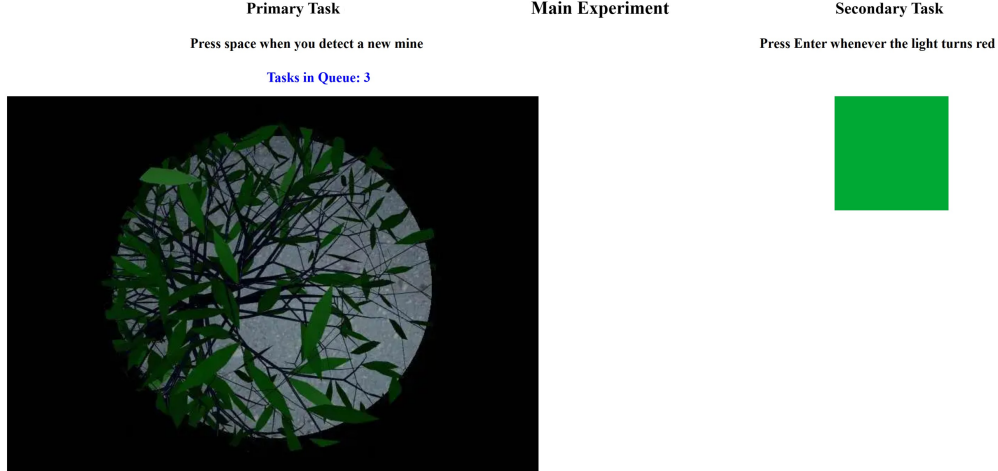 Main Experiment
Primary Task
Press space when you detect a new mine
Tasks in Queue: 3
Secondary Task
Press Enter whenever the light turns red